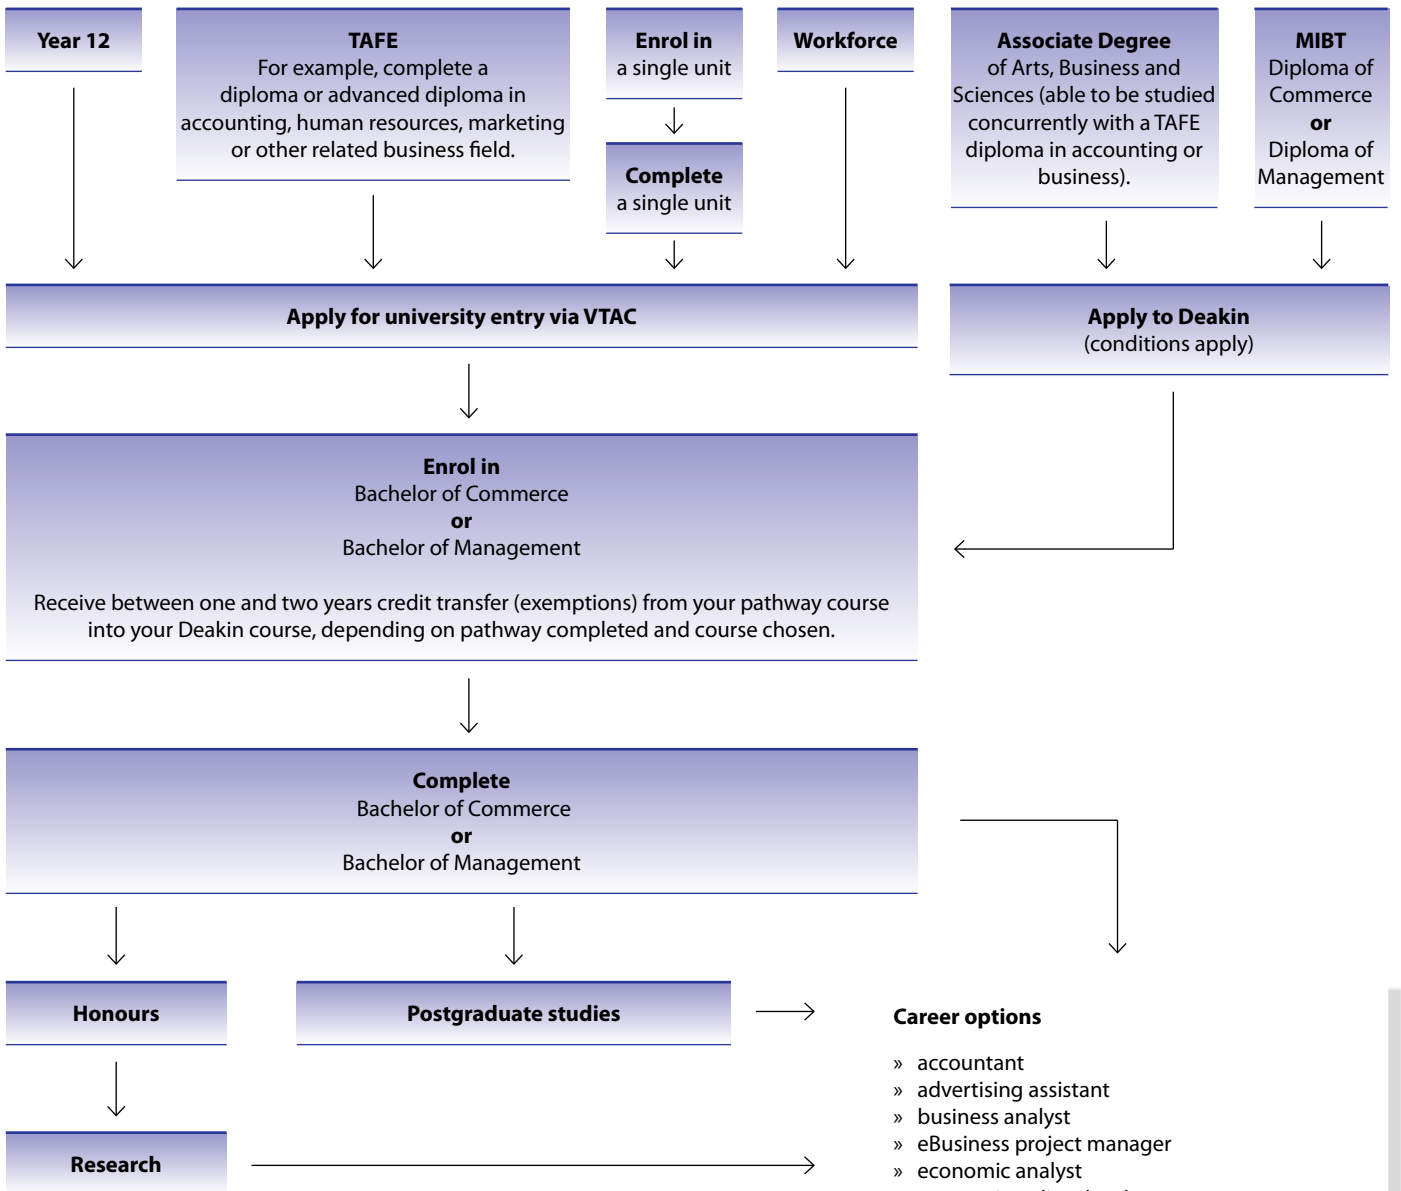 Year 12
TAFE
For example, complete a
diploma or advanced diploma in
accounting, human resources, marketing
or other related business field.
Enrol in
a single unit
Complete
a single unit
Workforce
Associate Degree
of Arts, Business and
Sciences (able to be studied
concurrently with a TAFE
diploma in accounting or
business).
MIBT
Diploma of
Commerce
or
Diploma of
Management
Apply for university entry via VTAC
Apply to Deakin
(conditions apply)
Enrol in
Bachelor of Commerce
or
Bachelor of Management
Receive between one and two years credit transfer (exemptions) from your pathway course
into your Deakin course, depending on pathway completed and course chosen.
Complete
Bachelor of Commerce
or
Bachelor of Management
Honours
Postgraduate studies
Research
Career options
» accountant
» advertising assistant
» business analyst
» eBusiness project manager
» economic analyst